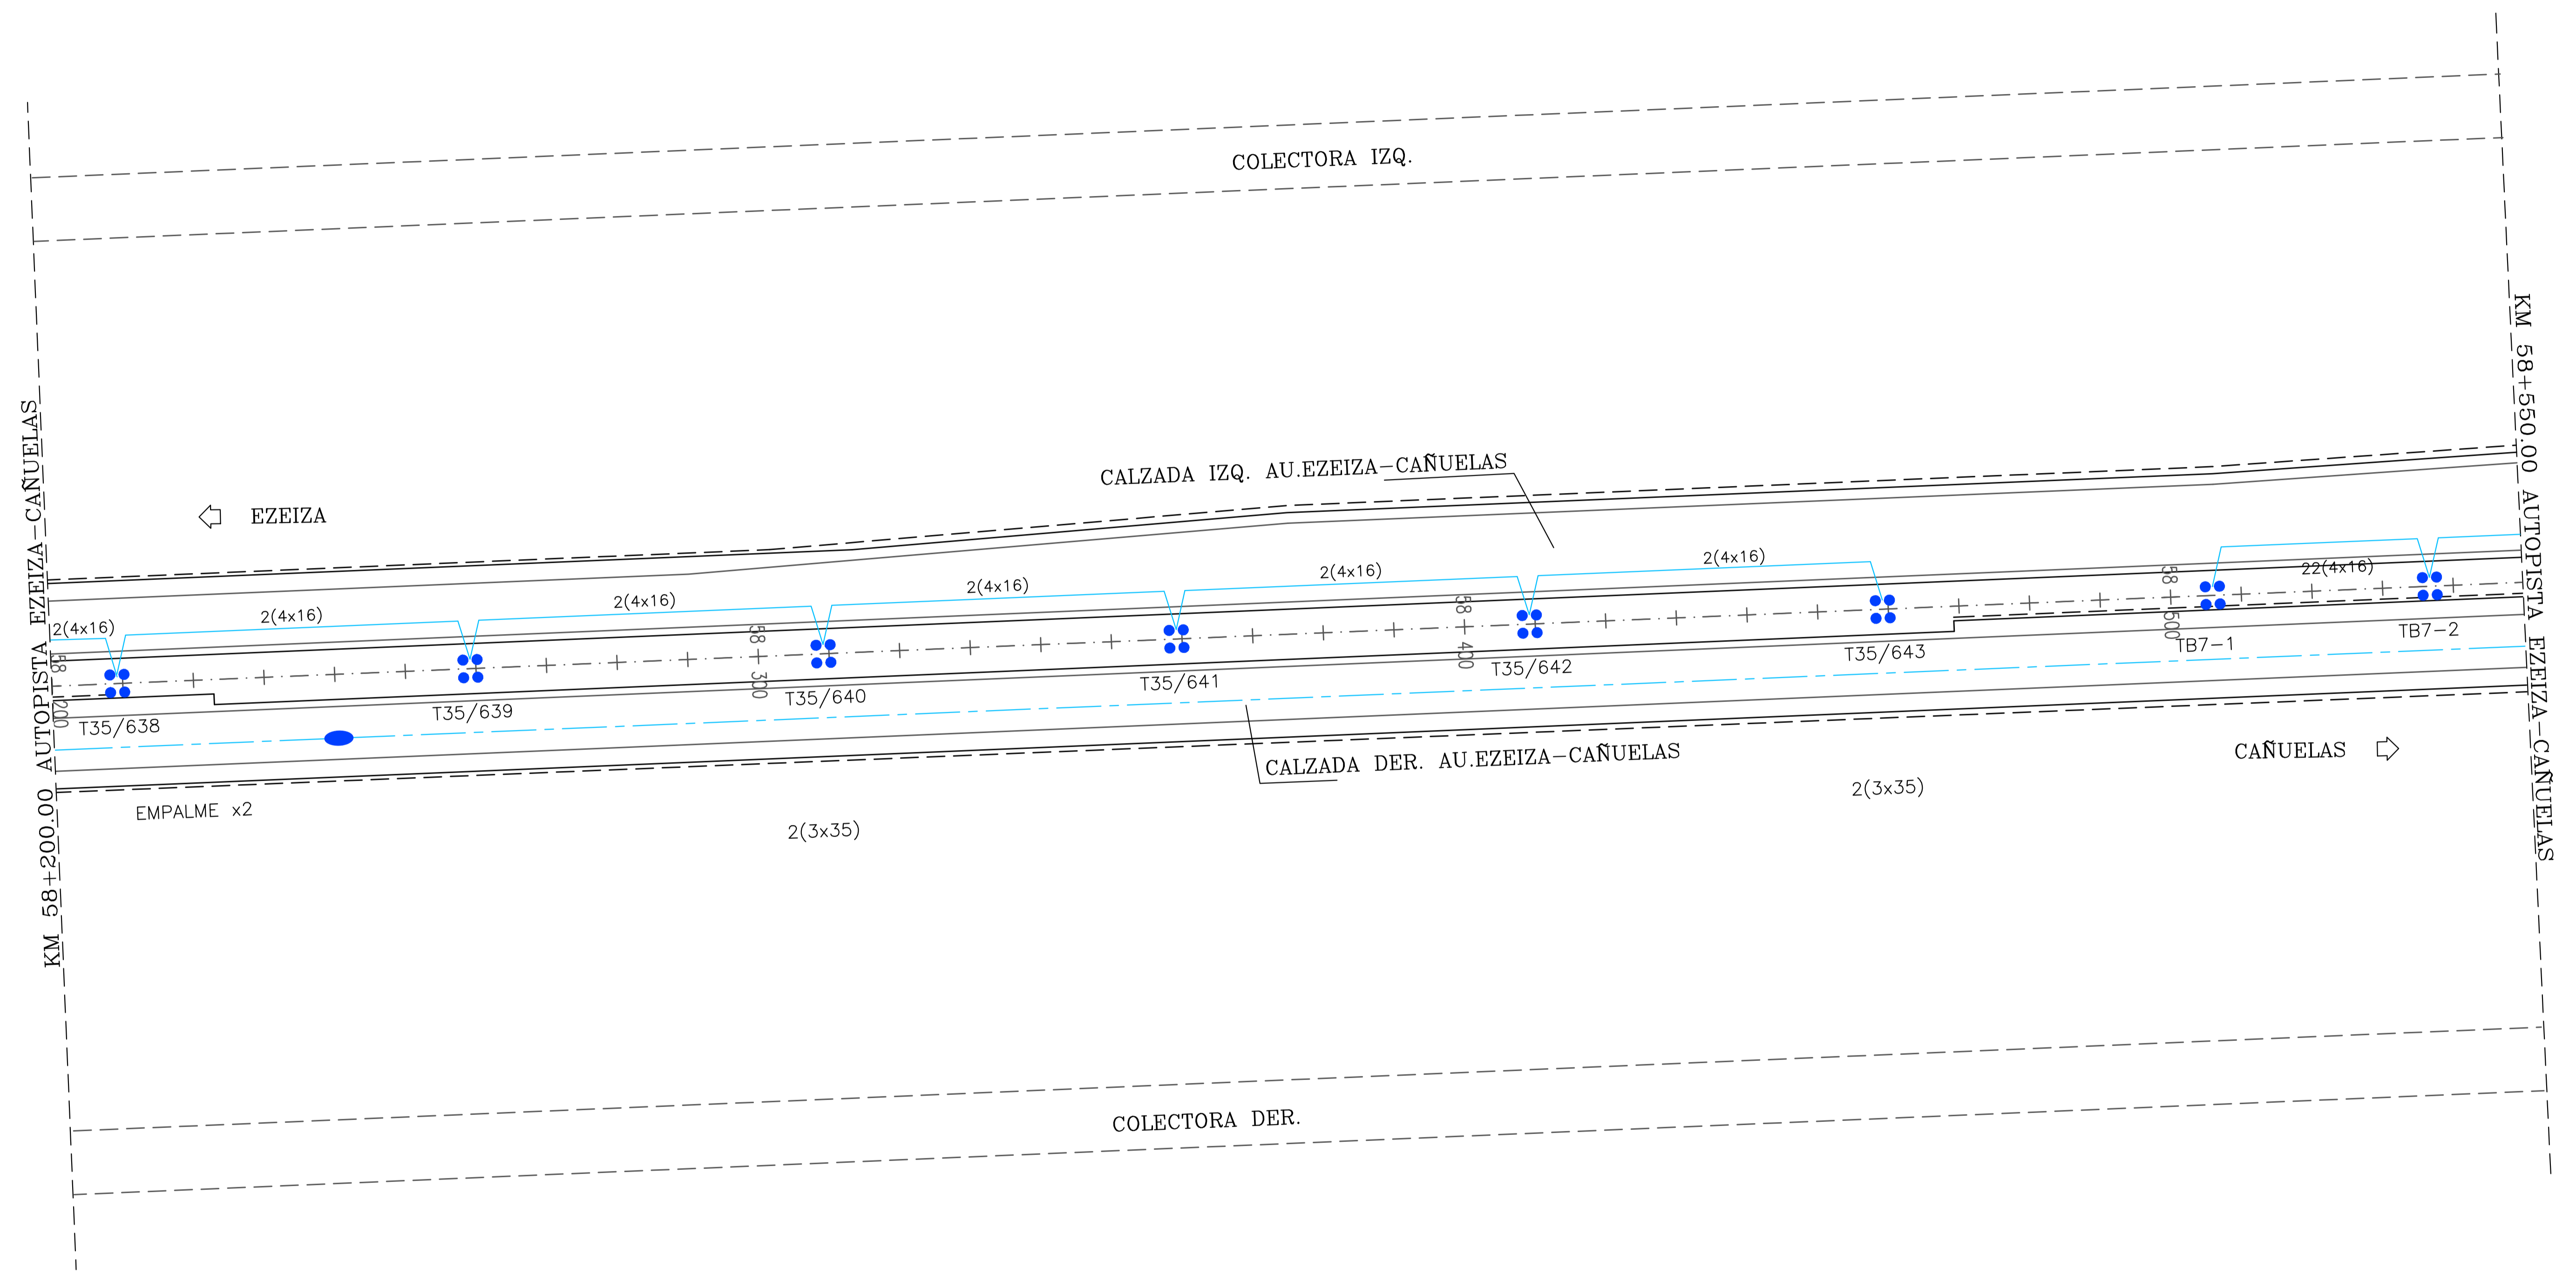 COLECTORA IZQ.
KM 58+550.00 AUTOPISTA EZEIZA-CAÑUELAS
KM 58+200.00 AUTOPISTA EZEIZA-CAÑUELAS
CALZADA IZQ. AU.EZEIZA-CAÑUELAS
EZEIZA
2(4x16)
2(4x16)
2(4x16)
2(4x16)
2(4x16)
2(4x16)
22(4x16)
58
200
58
300
58
400
58
500
T35/638
T35/639
T35/640
T35/641
T35/642
T35/643
TB7-1
TB7-2
CALZADA DER. AU.EZEIZA-CAÑUELAS
CAÑUELAS
EMPALME x2
2(3x35)
2(3x35)
COLECTORA DER.